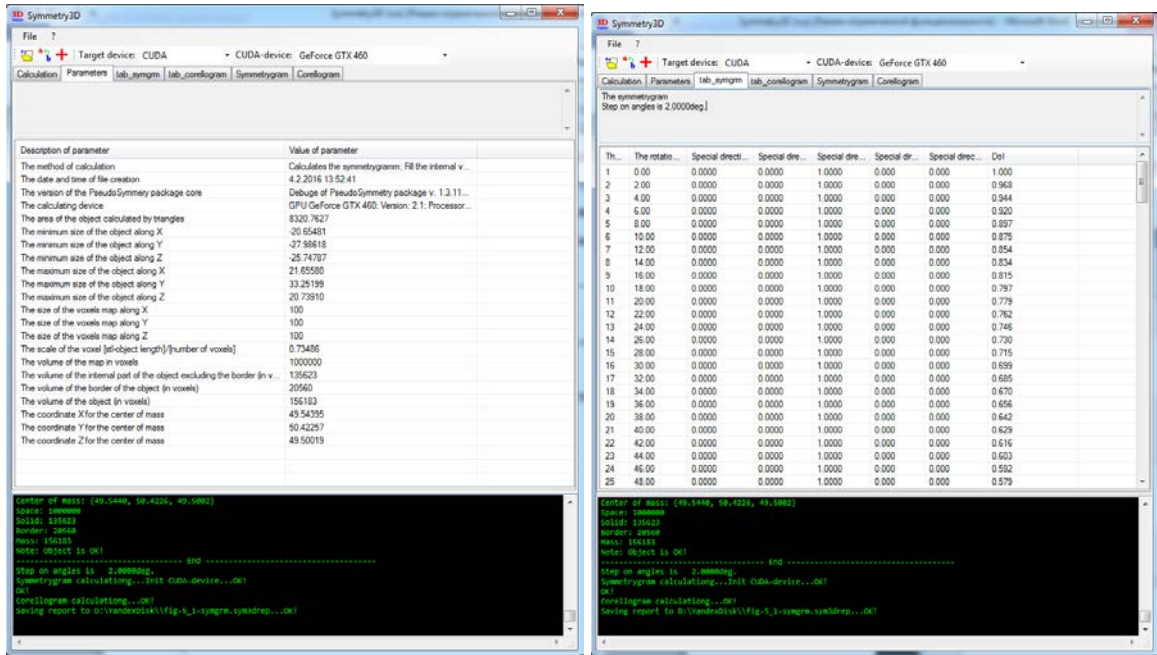 Symmetry3D
File ?
Target device: CUDA CUDA-device: GeForce GTX 460
Calculation Parameters tab_symgrm tab_corellogram Symmetrygram Corellogram
Description of parameter Value of parameter
The method of calculation Calculates the symmetrygramm; Fill the internal v...
The date and time of file creation 4.2.2016 13:52:41
The version of the PseudoSymmery package core Debuge of PseudoSymmetry package v. 1.3.11...
The calculating device GPU GeForce GTX 460: Version: 2.1: Processor...
The area of the object calculated by triangles 8320.7627
The minimum size of the object along X -20.65481
The minimum size of the object along Y -27.98618
The minimum size of the object along Z -25.74787
The maximum size of the object along X 21.65580
The maximum size of the object along Y 33.25199
The maximum size of the object along Z 20.73910
The size of the voxels map along X 100
The size of the voxels map along Y 100
The size of the voxels map along Z 100
The scale of the voxel [stl-object length]/[number of voxels] 0.73486
The volume of the map in voxels 1000000
The volume of the internal part of the object excluding the border (in v... 135623
The volume of the border of the object (in voxels) 20560
The volume of the object (in voxels) 156183
The coordinate X for the center of mass 49.54395
The coordinate Y for the center of mass 50.42257
The coordinate Z for the center of mass 49.50019
Center of mass: {49.5440, 50.4226, 49.5002}
Space: 1000000
Solid: 135623
Border: 20560
Mass: 156183
Note: Object is OK!
End
Step on angles is 2.0000deg.
Symmetrygram calculationg...Init CUDA-device...OK!
OK!
Corellogram calculationg...OK!
Saving report to D:\YandexDisk\\fig-5_1-symgrm.sym3drep...OK!
Symmetry3D
File ?
Target device: CUDA CUDA-device: GeForce GTX 460
Calculation Parameters tab_symgrm tab_corellogram Symmetrygram Corellogram
The symmetrygram
Step on angles is 2.0000deg.
Th... The rotatio... Special directi... Special dire... Special dire... Special dir... Special direc... DoI
1 0.00 0.0000 0.0000 1.0000 0.000 0.000 1.000
2 2.00 0.0000 0.0000 1.0000 0.000 0.000 0.968
3 4.00 0.0000 0.0000 1.0000 0.000 0.000 0.944
4 6.00 0.0000 0.0000 1.0000 0.000 0.000 0.920
5 8.00 0.0000 0.0000 1.0000 0.000 0.000 0.897
6 10.00 0.0000 0.0000 1.0000 0.000 0.000 0.875
7 12.00 0.0000 0.0000 1.0000 0.000 0.000 0.854
8 14.00 0.0000 0.0000 1.0000 0.000 0.000 0.834
9 16.00 0.0000 0.0000 1.0000 0.000 0.000 0.815
10 18.00 0.0000 0.0000 1.0000 0.000 0.000 0.797
11 20.00 0.0000 0.0000 1.0000 0.000 0.000 0.779
12 22.00 0.0000 0.0000 1.0000 0.000 0.000 0.762
13 24.00 0.0000 0.0000 1.0000 0.000 0.000 0.746
14 26.00 0.0000 0.0000 1.0000 0.000 0.000 0.730
15 28.00 0.0000 0.0000 1.0000 0.000 0.000 0.715
16 30.00 0.0000 0.0000 1.0000 0.000 0.000 0.699
17 32.00 0.0000 0.0000 1.0000 0.000 0.000 0.685
18 34.00 0.0000 0.0000 1.0000 0.000 0.000 0.670
19 36.00 0.0000 0.0000 1.0000 0.000 0.000 0.656
20 38.00 0.0000 0.0000 1.0000 0.000 0.000 0.642
21 40.00 0.0000 0.0000 1.0000 0.000 0.000 0.629
22 42.00 0.0000 0.0000 1.0000 0.000 0.000 0.616
23 44.00 0.0000 0.0000 1.0000 0.000 0.000 0.603
24 46.00 0.0000 0.0000 1.0000 0.000 0.000 0.592
25 48.00 0.0000 0.0000 1.0000 0.000 0.000 0.579
Center of mass: {49.5440, 50.4226, 49.5002}
Space: 1000000
Solid: 135623
Border: 20560
Mass: 156183
Note: Object is OK!
End
Step on angles is 2.0000deg.
Symmetrygram calculationg...Init CUDA-device...OK!
OK!
Corellogram calculationg...OK!
Saving report to D:\YandexDisk\\fig-5_1-symgrm.sym3drep...OK!